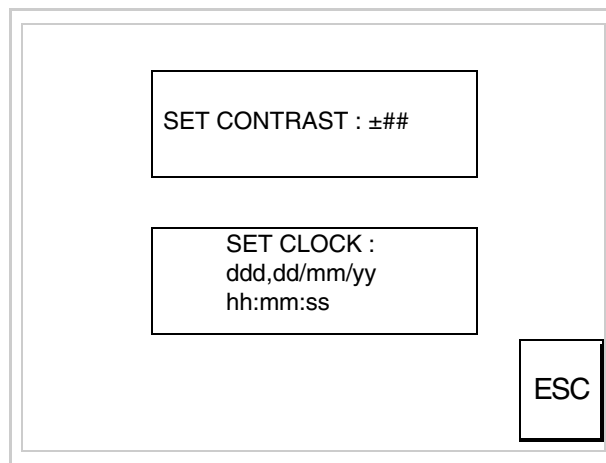 SET CONTRAST : ±##
SET CLOCK :
ddd,dd/mm/yy
hh:mm:ss
ESC